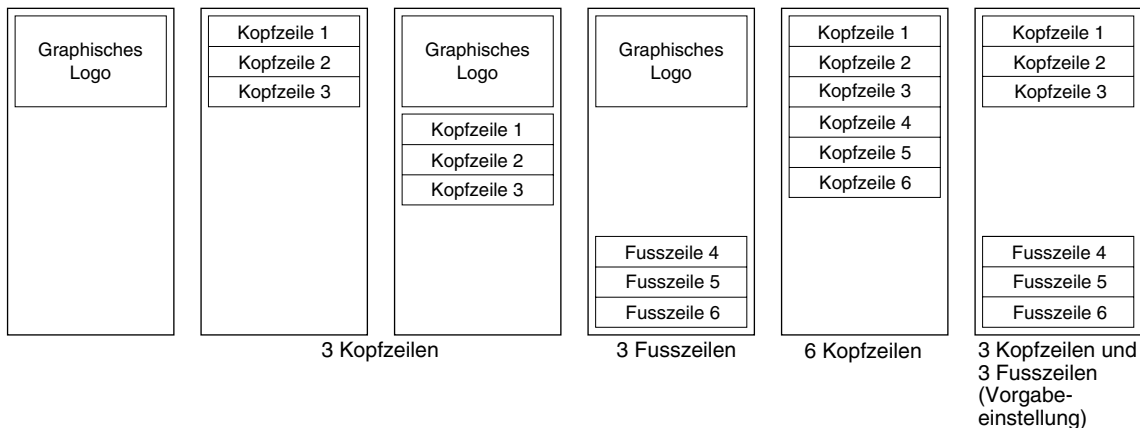 Graphisches
Logo
Kopfzeile 1
Kopfzeile 2
Kopfzeile 3
Graphisches
Logo
Kopfzeile 1
Kopfzeile 2
Kopfzeile 3
3 Kopfzeilen
Graphisches
Logo
Fusszeile 4
Fusszeile 5
Fusszeile 6
3 Fusszeilen
Kopfzeile 1
Kopfzeile 2
Kopfzeile 3
Kopfzeile 4
Kopfzeile 5
Kopfzeile 6
6 Kopfzeilen
Kopfzeile 1
Kopfzeile 2
Kopfzeile 3
Fusszeile 4
Fusszeile 5
Fusszeile 6
3 Kopfzeilen und
3 Fusszeilen
(Vorgabe-
einstellung)